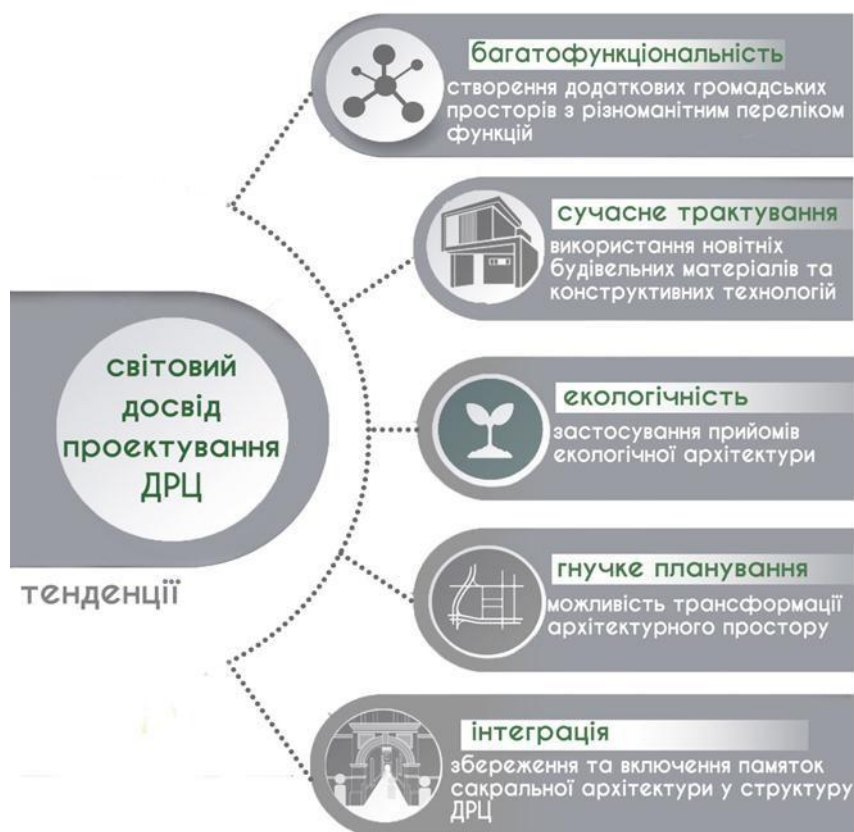 багатофункціональність
створення додаткових громадських
просторів з різноманітним переліком
функцій
сучасне трактування
використання новітніх
будівельних матеріалів та
конструктивних технологій
світовий
досвід
проектування
ДРЦ
тенденції
екологічність
застосування прийомів
екологічної архітектури
гнучке планування
можливість трансформації
архітектурного простору
інтеграція
збереження та включення памяток
сакральної архітектури у структуру
ДРЦ